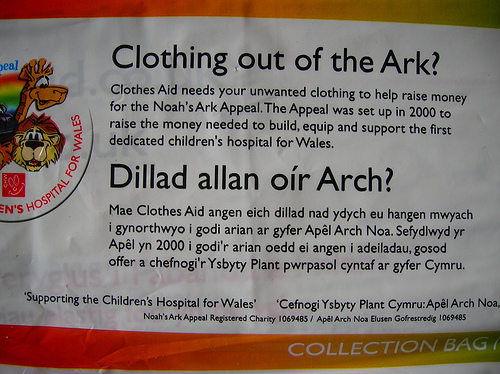 Clothing out of the Ark?
Clothes Aid needs your unwanted clothing to help raise money
for the Noah's Ark Appeal. The Appeal was set up in 2000 to
raise the money needed to build, equip and support the first
dedicated children's hospital for Wales.
Dillad allan oír Arch?
Mae Clothes Aid angen eich dillad nad ydych eu hangen mwyach
i gynorthwyo i godi arian ar gyfer Apêl Arch Noa. Sefydlwyd yr
Apêl yn 2000 i godi'r arian oedd ei angen i adeiladau, gosod
offer a chefnogi'r Ysbyty Plant pwrpasol cyntaf ar gyfer Cymru.
'Supporting the Children's Hospital for Wales' 'Cefnogi Ysbyty Plant Cymru: Apêl Arch Noa.
Noah's Ark Appeal Registered Charity 1069485 / Apêl Arch Noa Elusen Gofrestredig 1069485
COLLECTION BAG /
peal
EN'S HOSPITAL FOR WALES